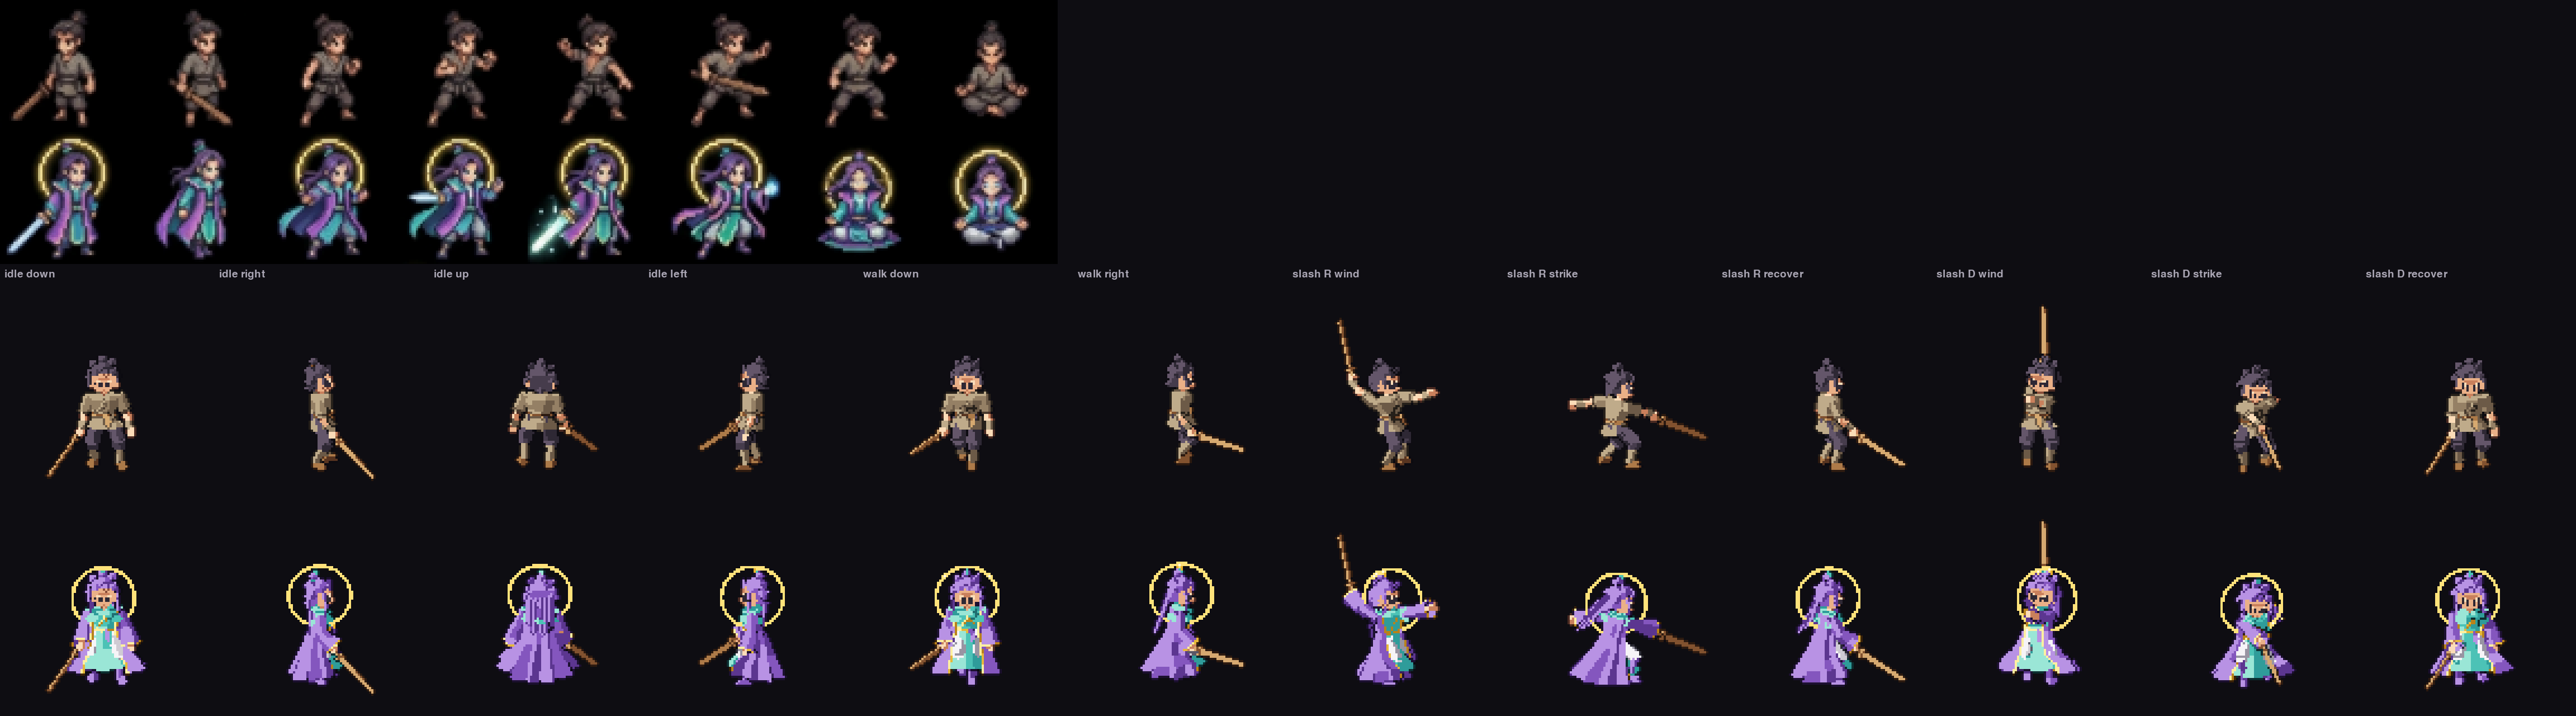 idle down
idle right
idle up
idle left
walk down
walk right
slash R wind
slash R strike
slash R recover
slash D wind
slash D strike
slash D recover